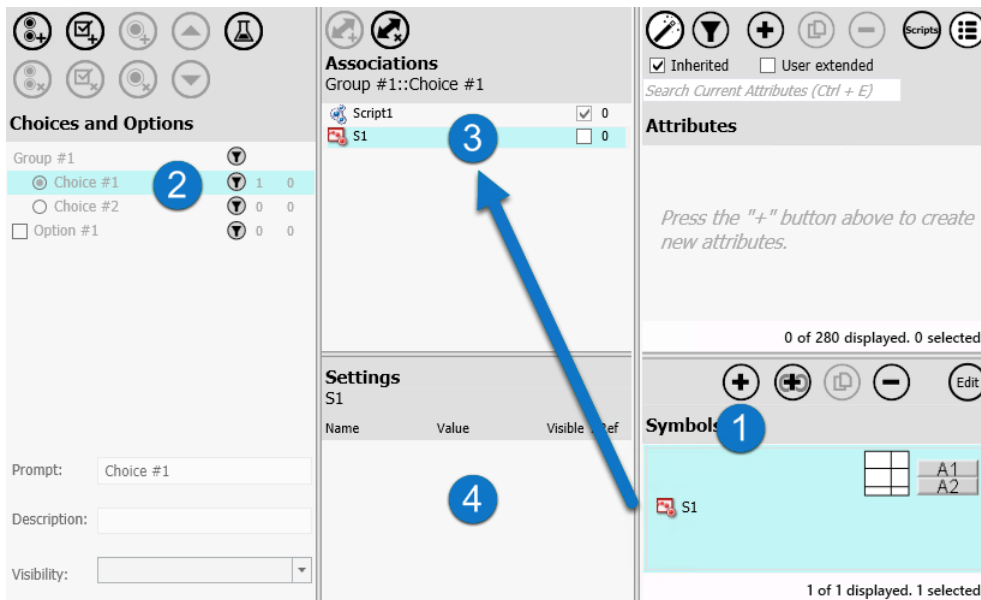 Choices and Options
Group #1
Choice #1 2 1 0
Choice #2 0 0
Option #1 0 0
Prompt: Choice #1
Description:
Visibility:
Associations
Group #1::Choice #1
Script1 0
S1 0
3
Settings
S1
Name Value Visible Ref
4
Scripts
Inherited User extended
Search Current Attributes (Ctrl + E)
Attributes
Press the "+" button above to create
new attributes.
0 of 280 displayed. 0 selected
Edit
Symbols 1
A1
A2
S1
1 of 1 displayed. 1 selected